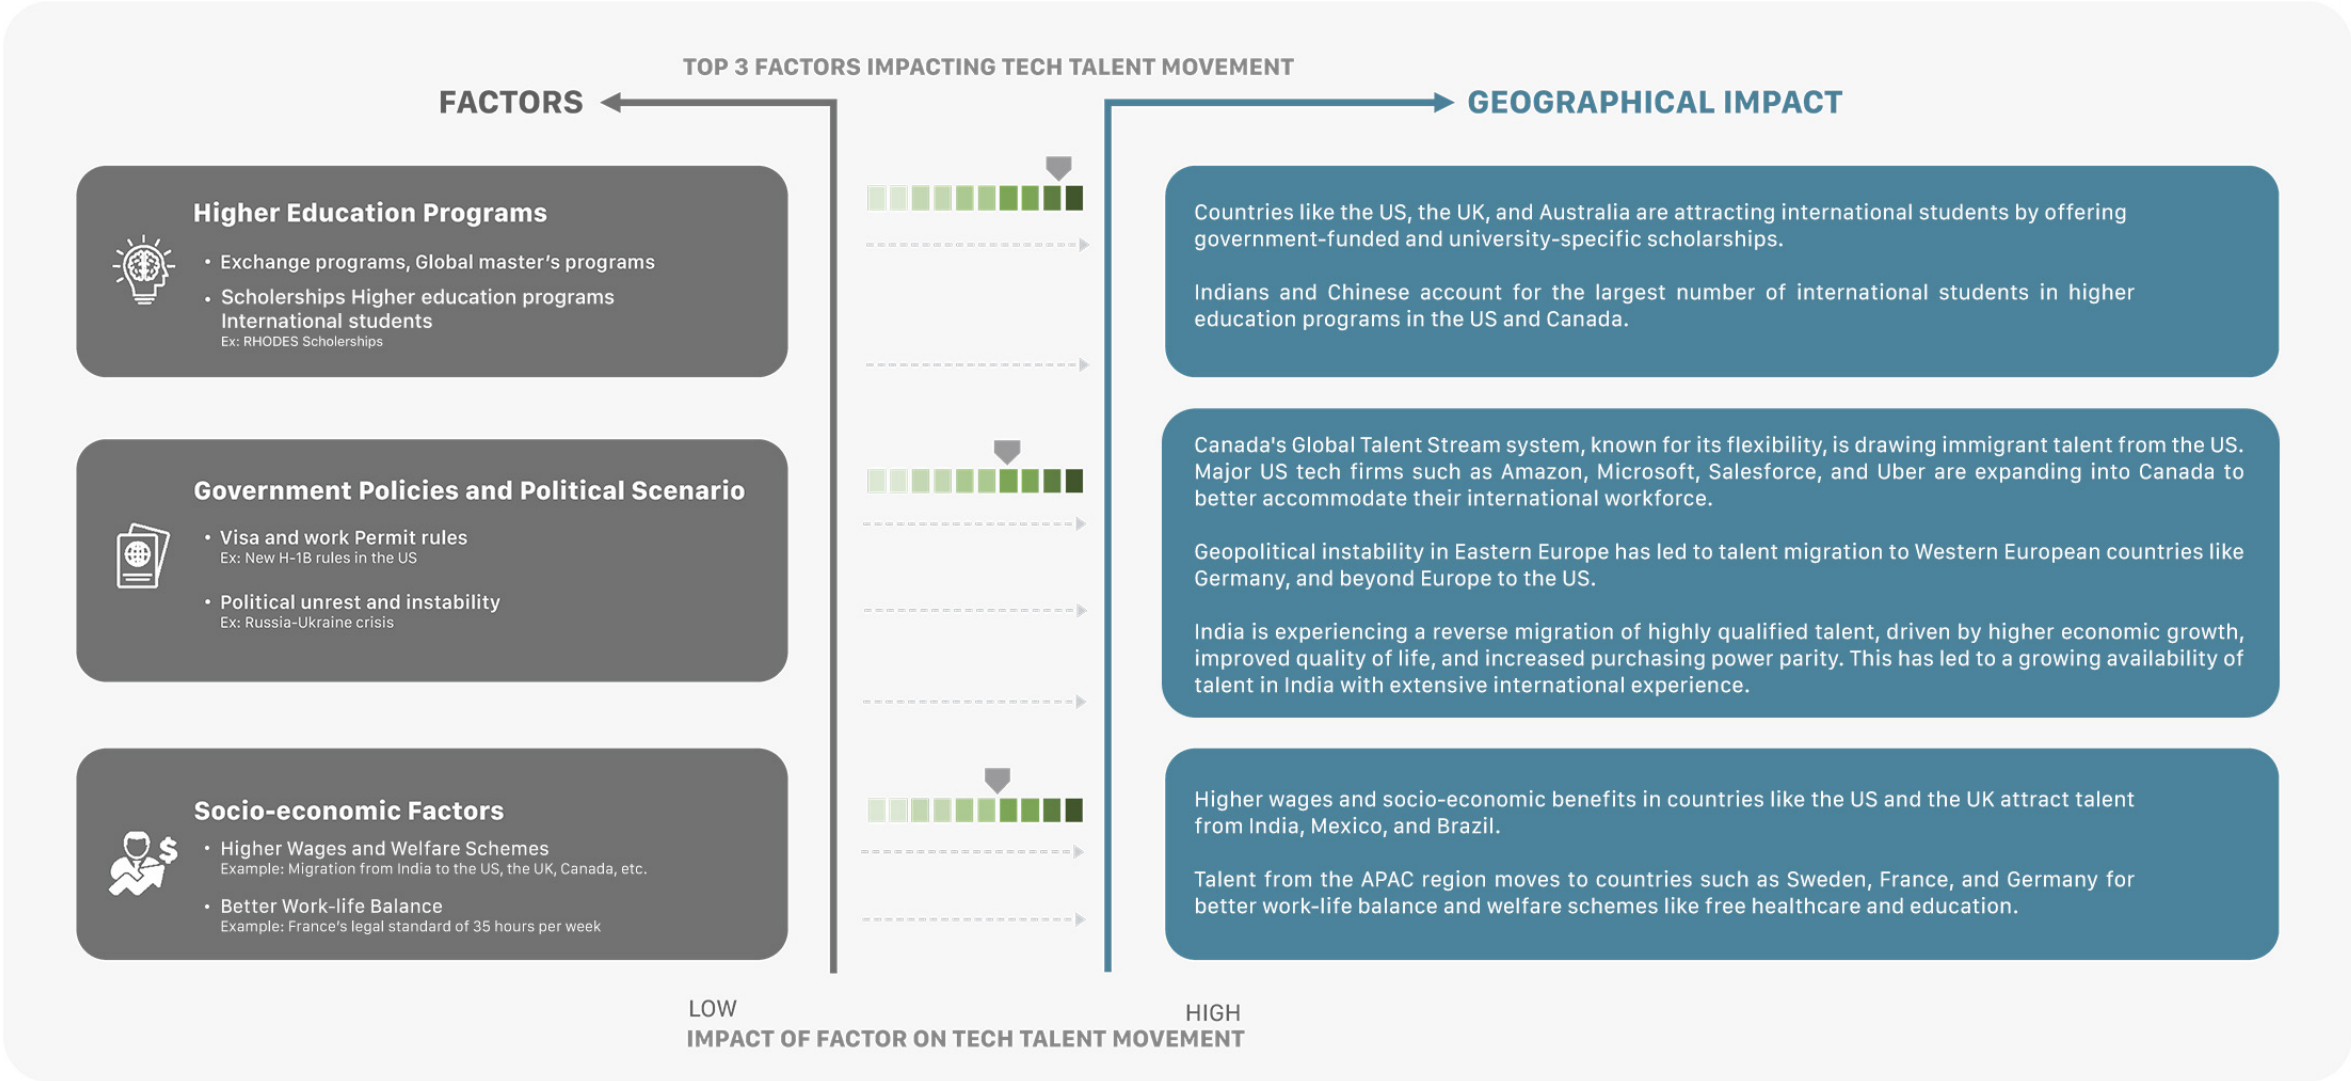 TOP 3 FACTORS IMPACTING TECH TALENT MOVEMENT
FACTORS
GEOGRAPHICAL IMPACT
Higher Education Programs
• Exchange programs, Global master's programs
• Scholerships Higher education programs
International students
Ex: RHODES Scholerships
Countries like the US, the UK, and Australia are attracting international students by offering
government-funded and university-specific scholarships.
Indians and Chinese account for the largest number of international students in higher
education programs in the US and Canada.
Government Policies and Political Scenario
• Visa and work Permit rules
Ex: New H-1B rules in the US
• Political unrest and instability
Ex: Russia-Ukraine crisis
Canada's Global Talent Stream system, known for its flexibility, is drawing immigrant talent from the US.
Major US tech firms such as Amazon, Microsoft, Salesforce, and Uber are expanding into Canada to
better accommodate their international workforce.
Geopolitical instability in Eastern Europe has led to talent migration to Western European countries like
Germany, and beyond Europe to the US.
India is experiencing a reverse migration of highly qualified talent, driven by higher economic growth,
improved quality of life, and increased purchasing power parity. This has led to a growing availability of
talent in India with extensive international experience.
Socio-economic Factors
• Higher Wages and Welfare Schemes
Example: Migration from India to the US, the UK, Canada, etc.
• Better Work-life Balance
Example: France's legal standard of 35 hours per week
Higher wages and socio-economic benefits in countries like the US and the UK attract talent
from India, Mexico, and Brazil.
Talent from the APAC region moves to countries such as Sweden, France, and Germany for
better work-life balance and welfare schemes like free healthcare and education.
LOW
HIGH
IMPACT OF FACTOR ON TECH TALENT MOVEMENT